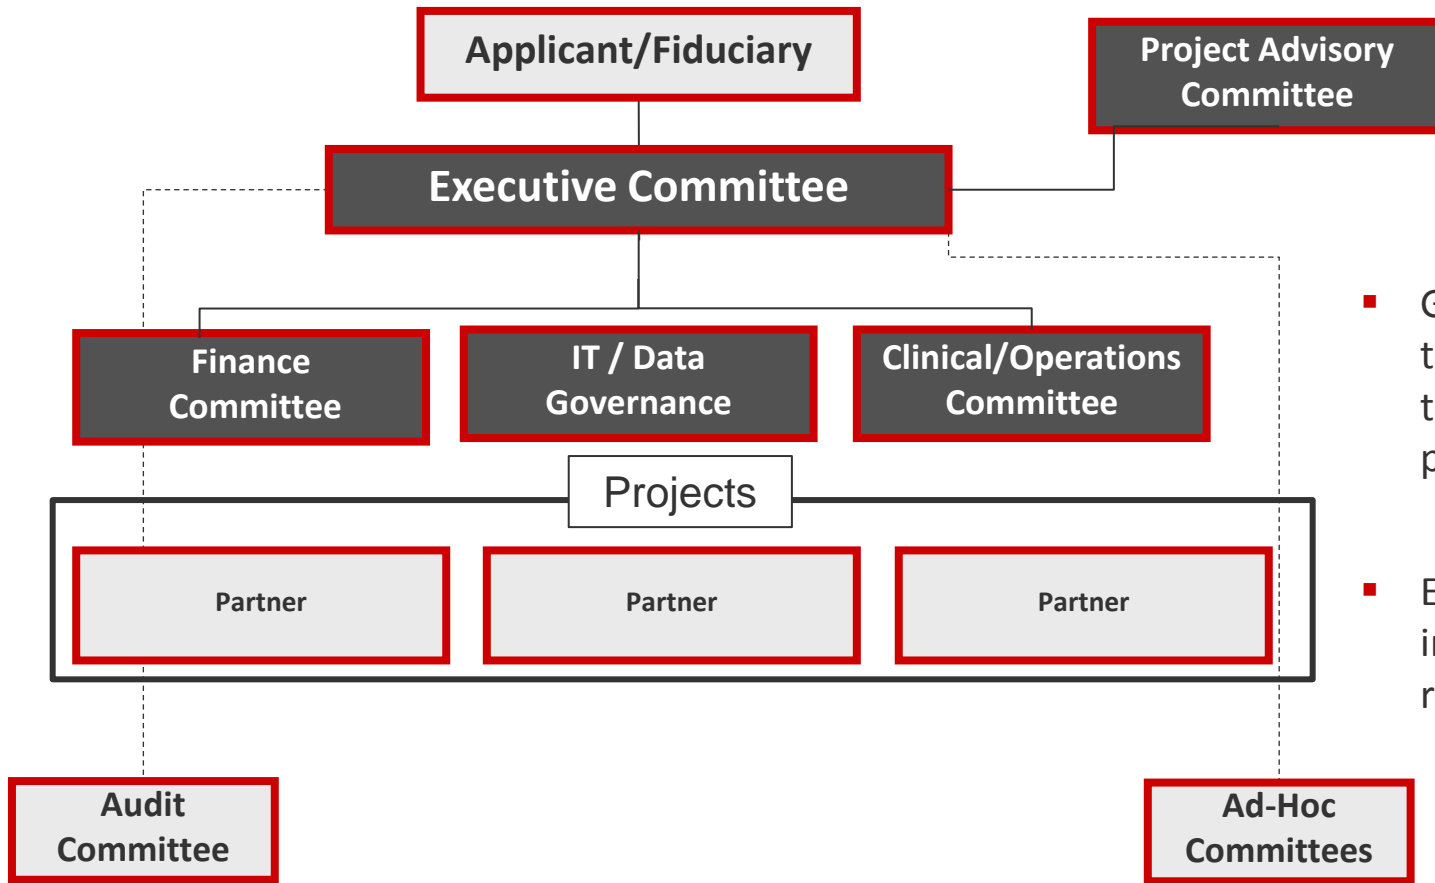 Applicant/Fiduciary
Project Advisory
Committee
Executive Committee
Finance
Committee
IT / Data
Governance
Clinical/Operations
Committee
Projects
Partner
Partner
Partner
Audit
Committee
Ad-Hoc
Committees